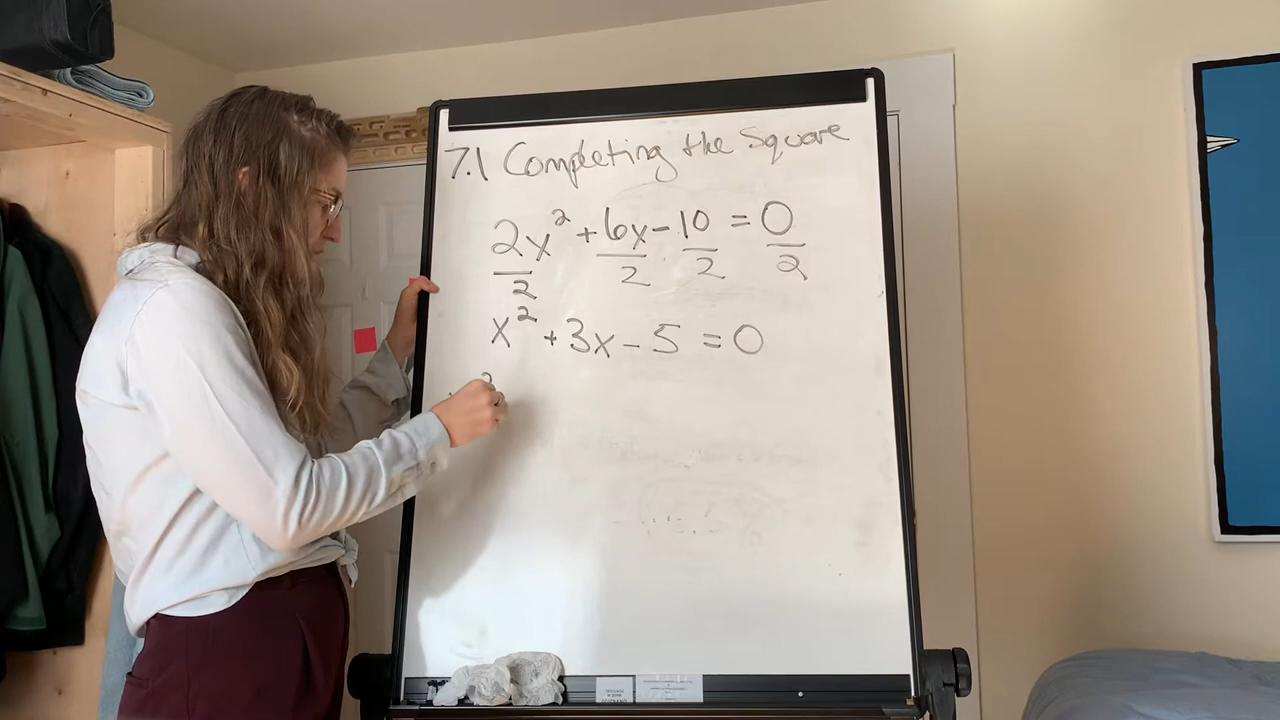 7.1 Completing the Square
2x² + 6x - 10 = 0
2 2 2 2
x² + 3x - 5 = 0